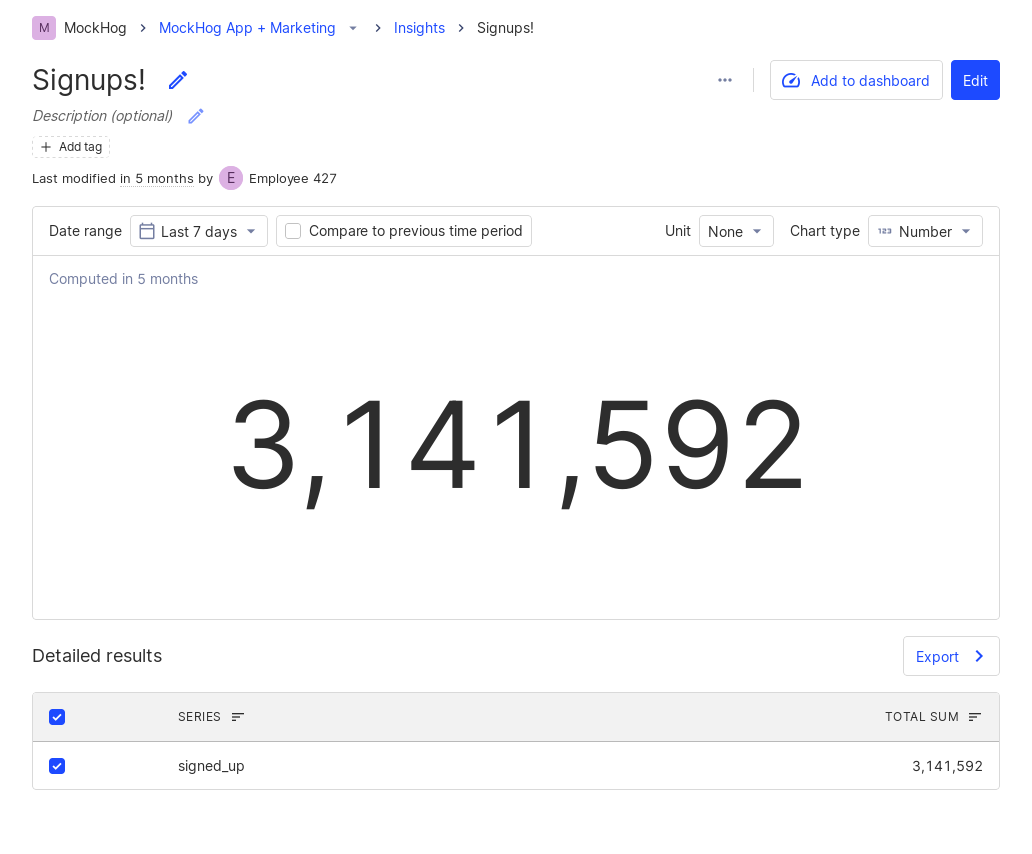 M MockHog MockHog App + Marketing Insights Signups!
Signups!
Add to dashboard Edit
Description (optional)
Add tag
Last modified in 5 months by E Employee 427
Date range Last 7 days Compare to previous time period Unit None Chart type 123 Number
Computed in 5 months
3,141,592
Detailed results Export
SERIES TOTAL SUM
signed_up 3,141,592